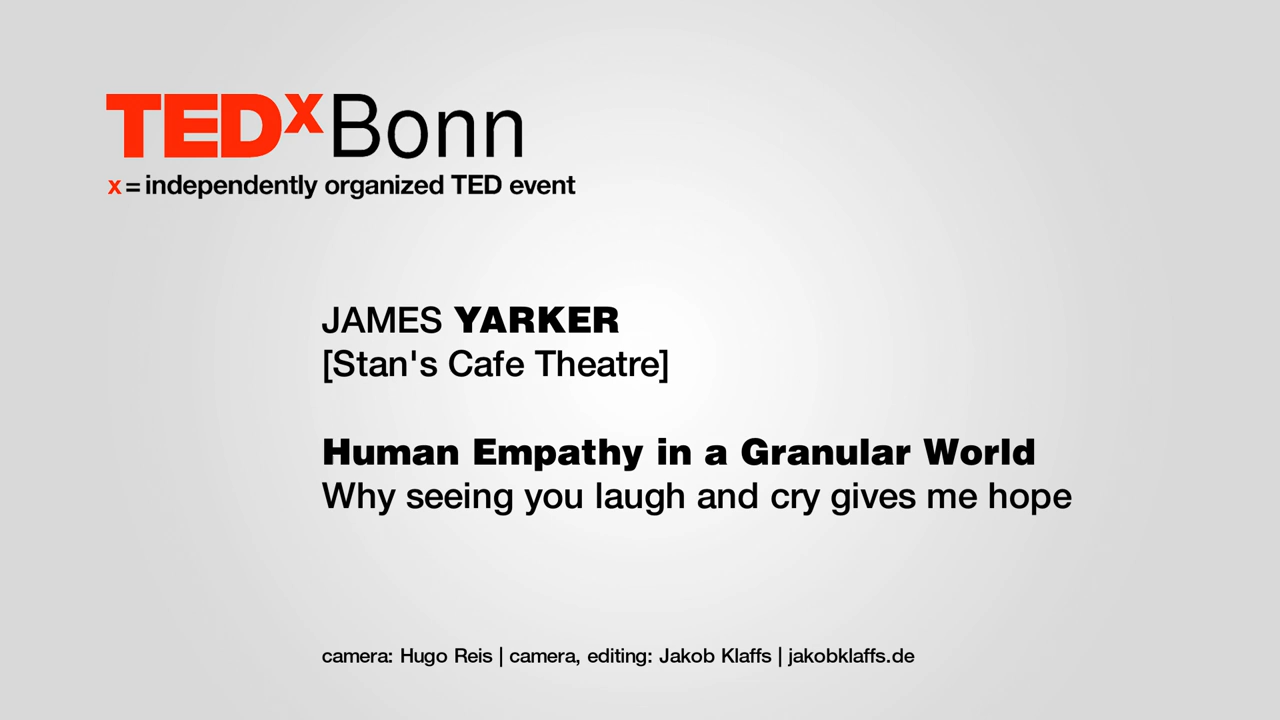 TEDxBonn
x = independently organized TED event
JAMES YARKER
[Stan's Cafe Theatre]
Human Empathy in a Granular World
Why seeing you laugh and cry gives me hope
camera: Hugo Reis | camera, editing: Jakob Klaffs | jakobklaffs.de